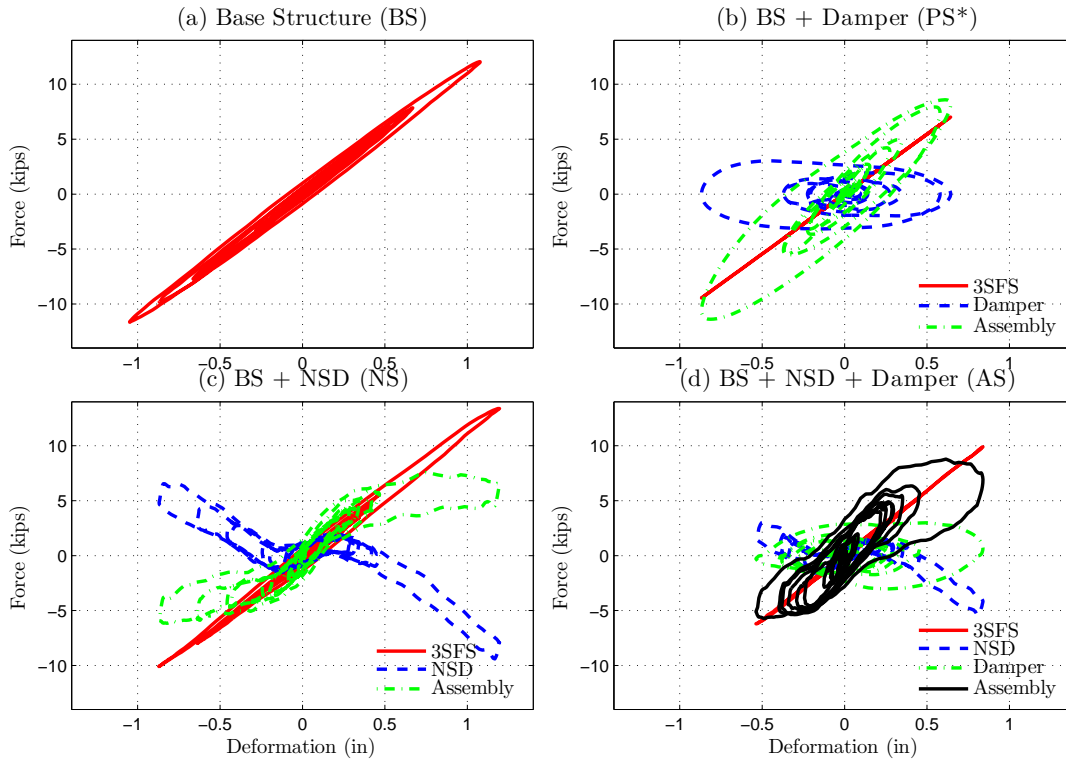 (a) Base Structure (BS)
10
5
0
−5
−10
Force (kips)
−1
−0.5
0
0.5
1
(b) BS + Damper (PS*)
10
5
0
−5
−10
Force (kips)
3SFS
Damper
Assembly
−1
−0.5
0
0.5
1
(c) BS + NSD (NS)
10
5
0
−5
−10
Force (kips)
3SFS
NSD
Assembly
−1
−0.5
0
0.5
1
Deformation (in)
(d) BS + NSD + Damper (AS)
10
5
0
−5
−10
Force (kips)
3SFS
NSD
Damper
Assembly
−1
−0.5
0
0.5
1
Deformation (in)